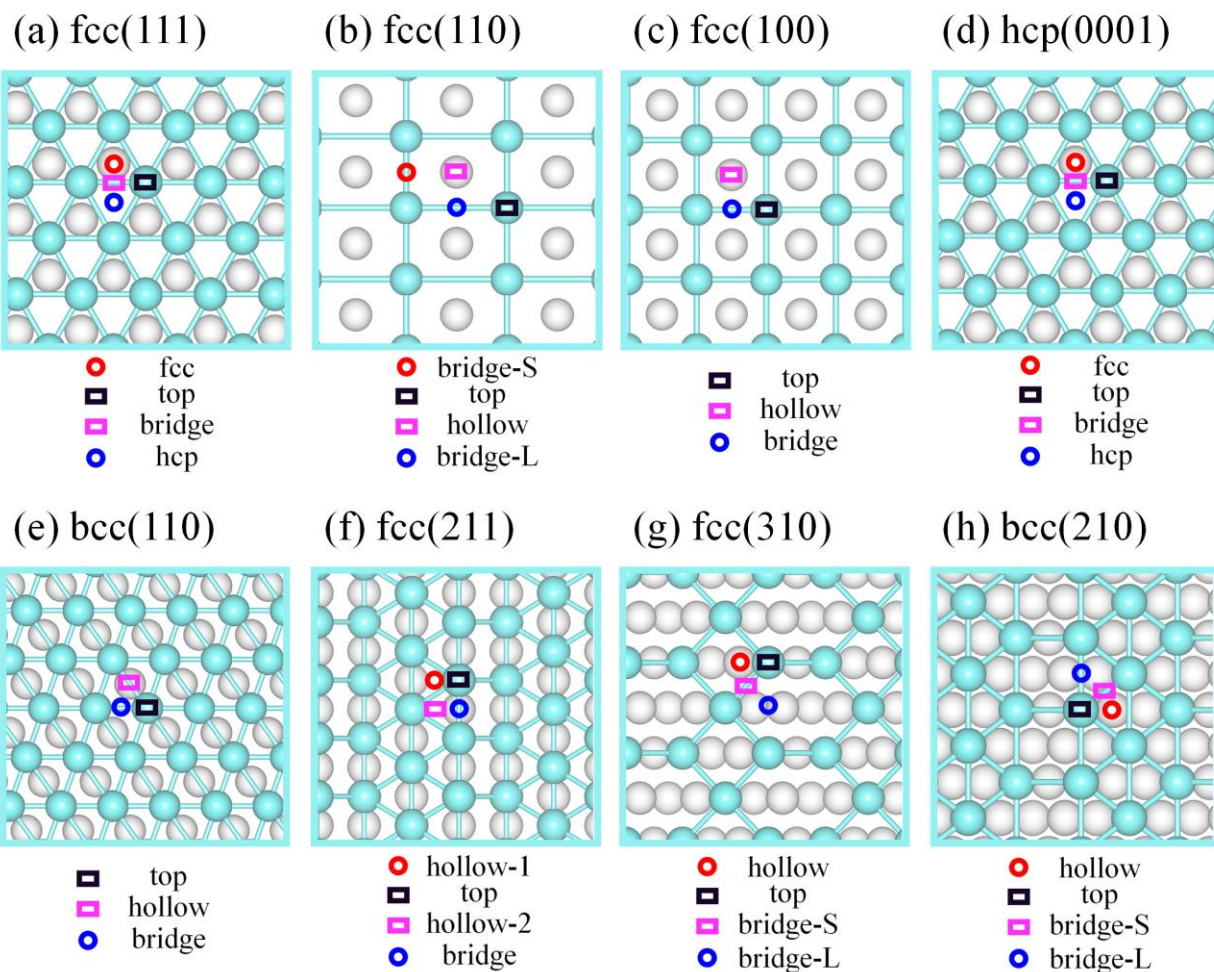 (a) fcc(111)
(b) fcc(110)
(c) fcc(100)
(d) hcp(0001)
fcc
top
bridge
hcp
bridge-S
top
hollow
bridge-L
top
hollow
bridge
fcc
top
bridge
hcp
(e) bcc(110)
(f) fcc(211)
(g) fcc(310)
(h) bcc(210)
top
hollow
bridge
hollow-1
top
hollow-2
bridge
hollow
top
bridge-S
bridge-L
hollow
top
bridge-S
bridge-L